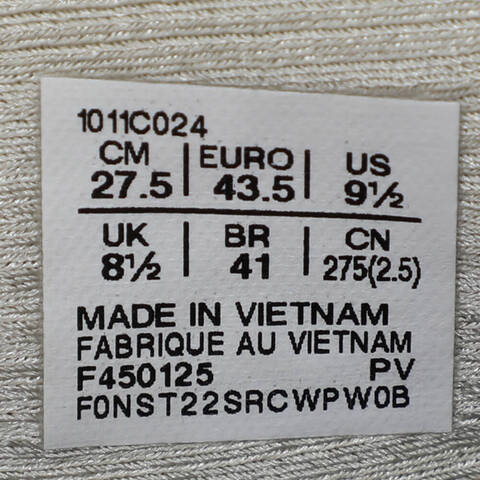 1011C024
CM | EURO | US
27.5 | 43.5 | 9½
UK | BR | CN
8½ | 41 | 275(2.5)
MADE IN VIETNAM
FABRIQUE AU VIETNAM
F450125 PV
F0NST22SRCWPW0B